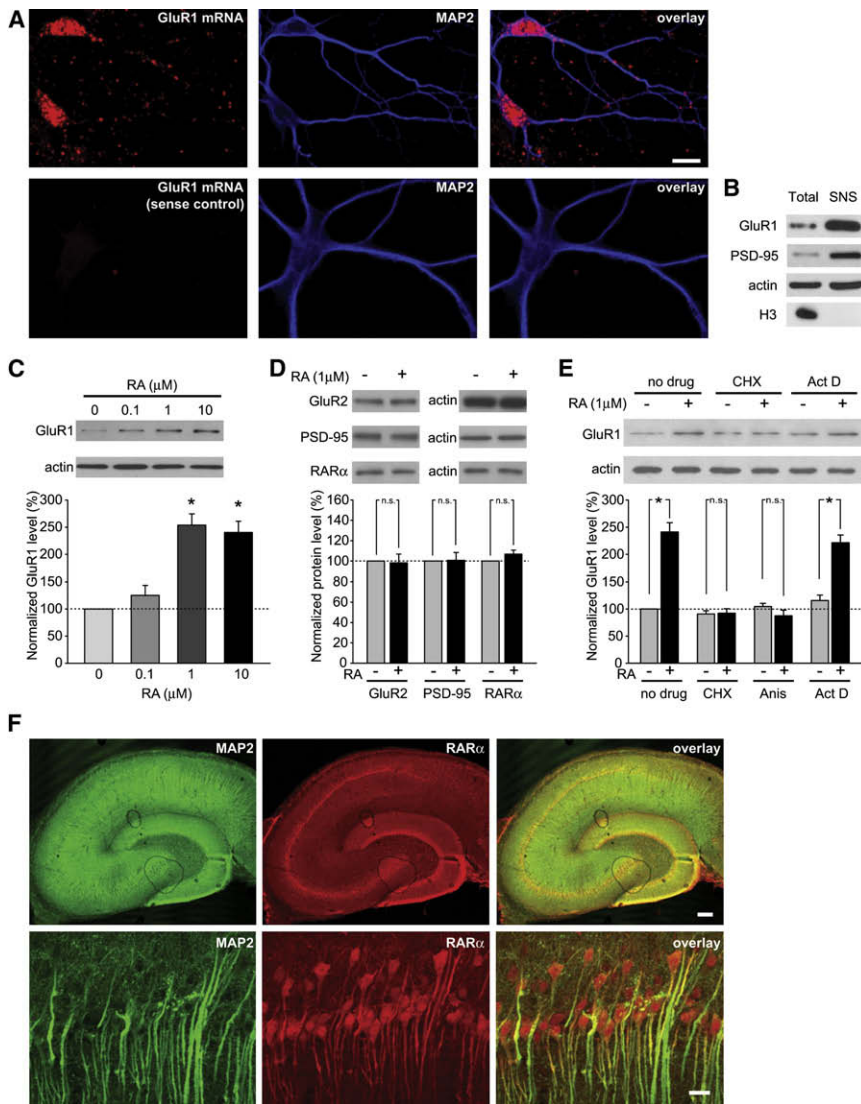 A
GluR1 mRNA
MAP2
overlay
GluR1 mRNA
(sense control)
MAP2
overlay
B
Total SNS
GluR1
PSD-95
actin
H3
C
RA (μM)
0 0.1 1 10
GluR1
actin
Normalized GluR1 level (%)
300
250
200
150
100
50
0
* *
0 0.1 1 10
RA (μM)
D
RA (1μM) - + - +
GluR2 actin
PSD-95 actin
RARα actin
Normalized protein level (%)
160
140
120
100
80
60
40
20
0
n.s. n.s. n.s.
RA - + - + - +
GluR2 PSD-95 RARα
E
no drug CHX Act D
RA (1μM) - + - + - +
GluR1
actin
Normalized GluR1 level (%)
300
250
200
150
100
50
0
* n.s. n.s. *
RA - + - + - + - +
no drug CHX Anis Act D
F
MAP2
RARα
overlay
MAP2
RARα
overlay